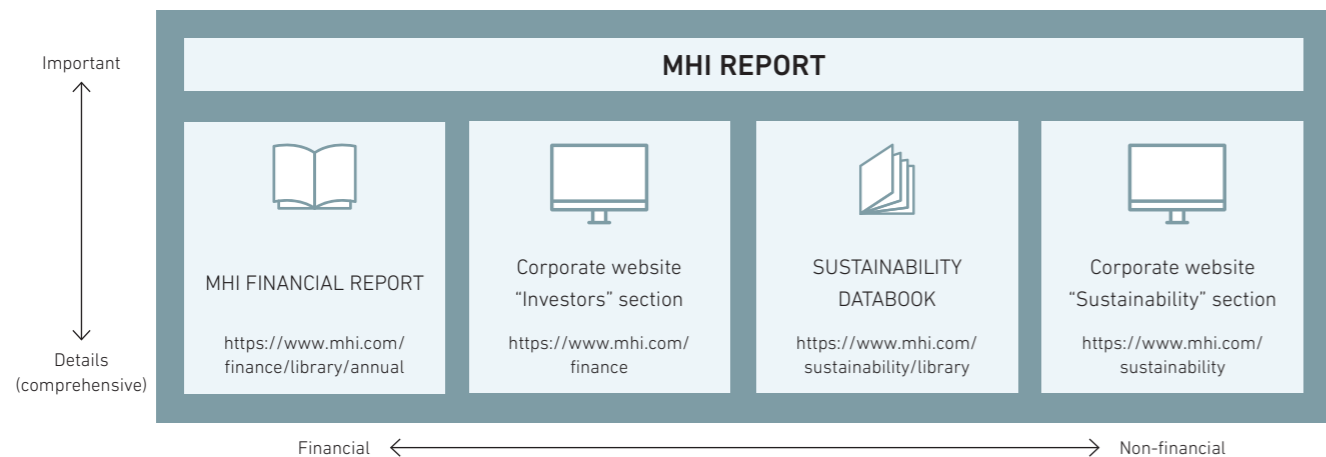 Important
MHI REPORT
MHI FINANCIAL REPORT
https://www.mhi.com/
finance/library/annual
Corporate website
“Investors” section
https://www.mhi.com/
finance
SUSTAINABILITY
DATABOOK
https://www.mhi.com/
sustainability/library
Corporate website
“Sustainability” section
https://www.mhi.com/
sustainability
Details
(comprehensive)
Financial
Non-financial